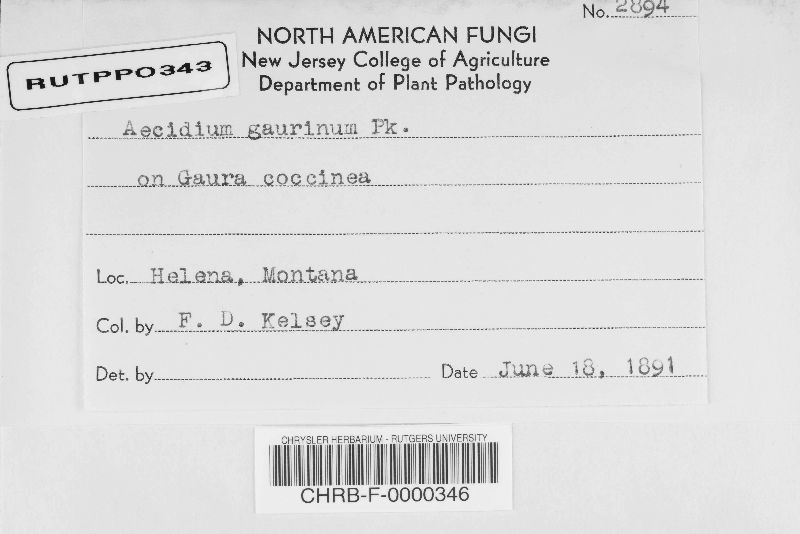 No. 2894
NORTH AMERICAN FUNGI
New Jersey College of Agriculture
Department of Plant Pathology
RUTPP0343
Aecidium gaurinum Pk.
on Gaura coccinea
Loc. Helena, Montana
Col. by F. D. Kelsey
Det. by
Date June 18, 1891
CHRYSLER HERBARIUM - RUTGERS UNIVERSITY
CHRB-F-0000346